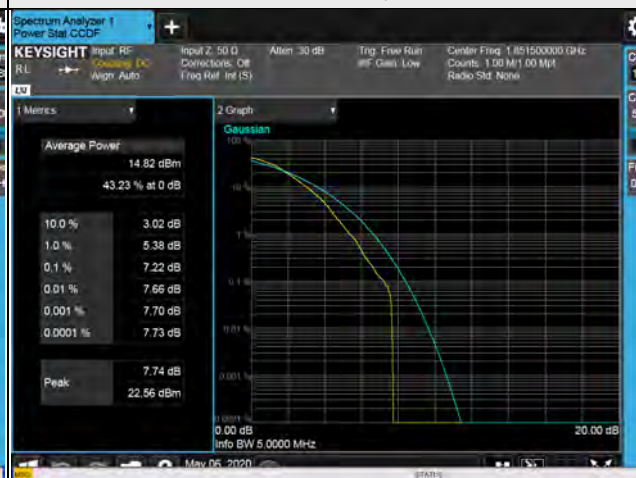 Spectrum Analyzer 1
Power Stat CCDF
+
KEYSIGHT
RL
Input: RF
Coupling: DC
Align: Auto
Input Z: 50 Ω
Corrections: Off
Freq Ref: Int (S)
Atten: 30 dB
Trig: Free Run
#IF Gain: Low
Center Freq: 1.851500000 GHz
Counts: 1.00 M/1.00 Mpt
Radio Std: None
1 Metrics
2 Graph
Average Power
14.82 dBm
43.23 % at 0 dB
10.0 % 3.02 dB
1.0 % 5.38 dB
0.1 % 7.22 dB
0.01 % 7.66 dB
0.001 % 7.70 dB
0.0001 % 7.73 dB
Peak
7.74 dB
22.56 dBm
Gaussian
100 %
10 %
1 %
0.1 %
0.01 %
0.001 %
0.0001 %
0.00 dB
20.00 dB
Info BW 5.0000 MHz
May 06, 2020
MSG
STATUS